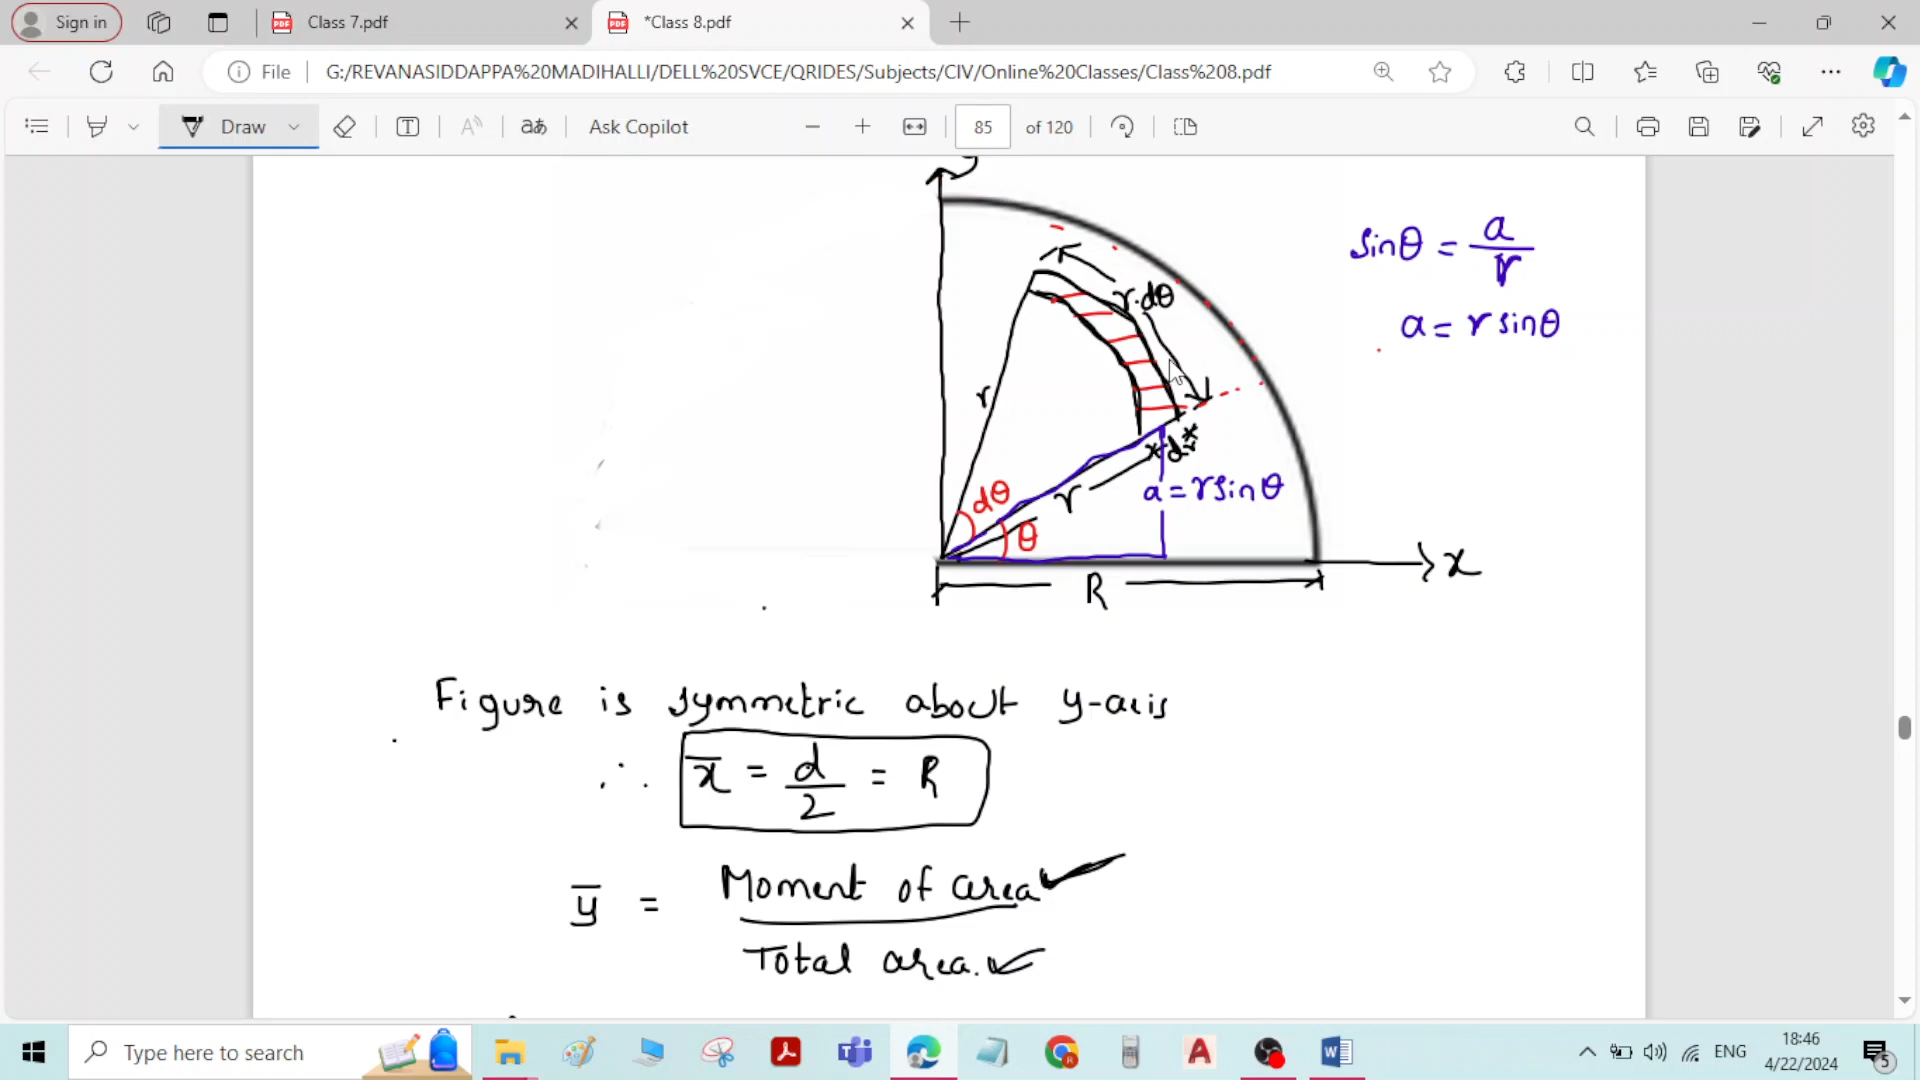 Sign in
Class 7.pdf
*Class 8.pdf
File
G:/REVANASIDDAPPA%20MADIHALLI/DELL%20SVCE/QRIDES/Subjects/CIV/Online%20Classes/Class%208.pdf
Draw
Ask Copilot
85 of 120
y
sinθ = a/r
a = r sinθ
r.dθ
r
dr
dθ
r
a = r sinθ
θ
x
R
Figure is symmetric about y-axis
∴ x̄ = d/2 = R
ȳ = Moment of area
Total area.
Type here to search
ENG
18:46
4/22/2024
5